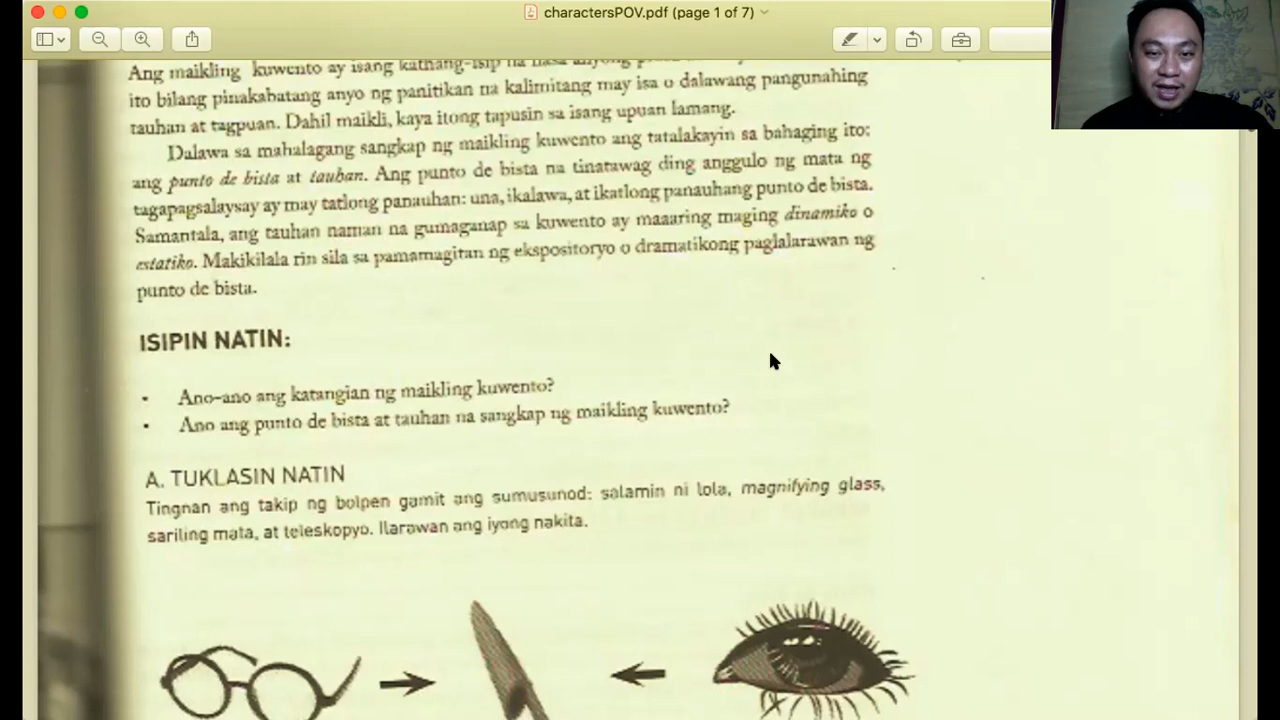 charactersPOV.pdf (page 1 of 7)
Ang maikling kuwento ay isang kathang-isip na nasa anyong
ito bilang pinakabatang anyo ng panitikan na kalimitang may isa o dalawang pangunahing
tauhan at tagpuan. Dahil maikli, kaya itong tapusin sa isang upuan lamang.
Dalawa sa mahalagang sangkap ng maikling kuwento ang tatalakayin sa bahaging ito:
ang punto de bista at tauhan. Ang punto de bista na tinatawag ding anggulo ng mata ng
tagapagsalaysay ay may tatlong panauhan: una, ikalawa, at ikatlong panauhang punto de bista.
Samantala, ang tauhan naman na gumaganap sa kuwento ay maaaring maging dinamiko o
estatiko. Makikilala rin sila sa pamamagitan ng ekspositoryo o dramatikong paglalarawan ng
punto de bista.
ISIPIN NATIN:
• Ano-ano ang katangian ng maikling kuwento?
• Ano ang punto de bista at tauhan na sangkap ng maikling kuwento?
A. TUKLASIN NATIN
Tingnan ang takip ng bolpen gamit ang sumusunod: salamin ni lola, magnifying glass,
sariling mata, at teleskopyo. Ilarawan ang iyong nakita.